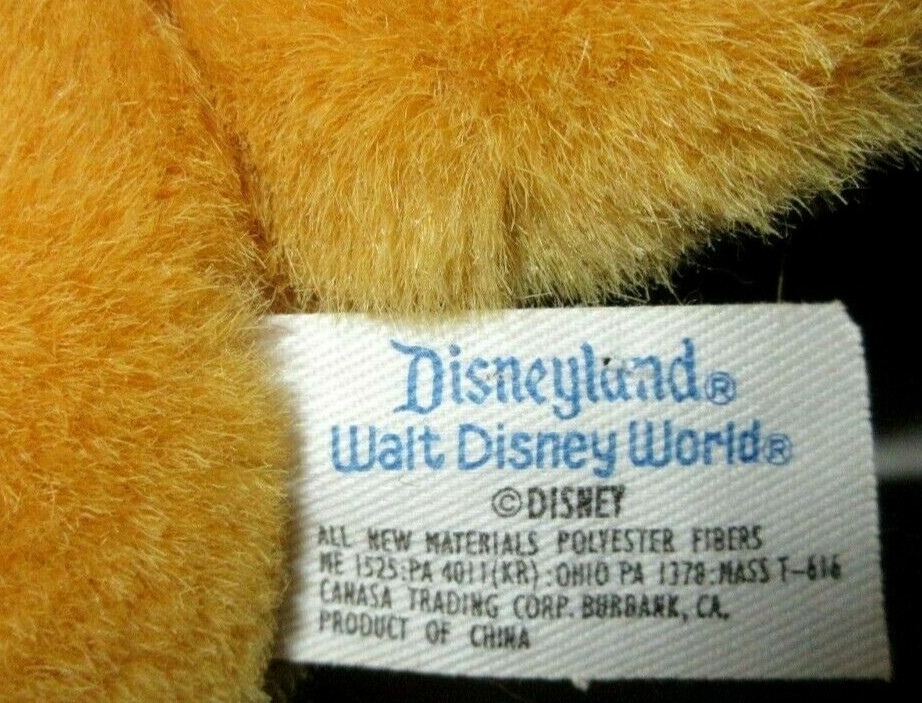 Disneyland®
Walt Disney World®
©DISNEY
ALL NEW MATERIALS POLYESTER FIBERS
ME 1525:PA 4011(KR):OHIO PA 1378:MASS T-616
CANASA TRADING CORP. BURBANK, CA.
PRODUCT OF CHINA